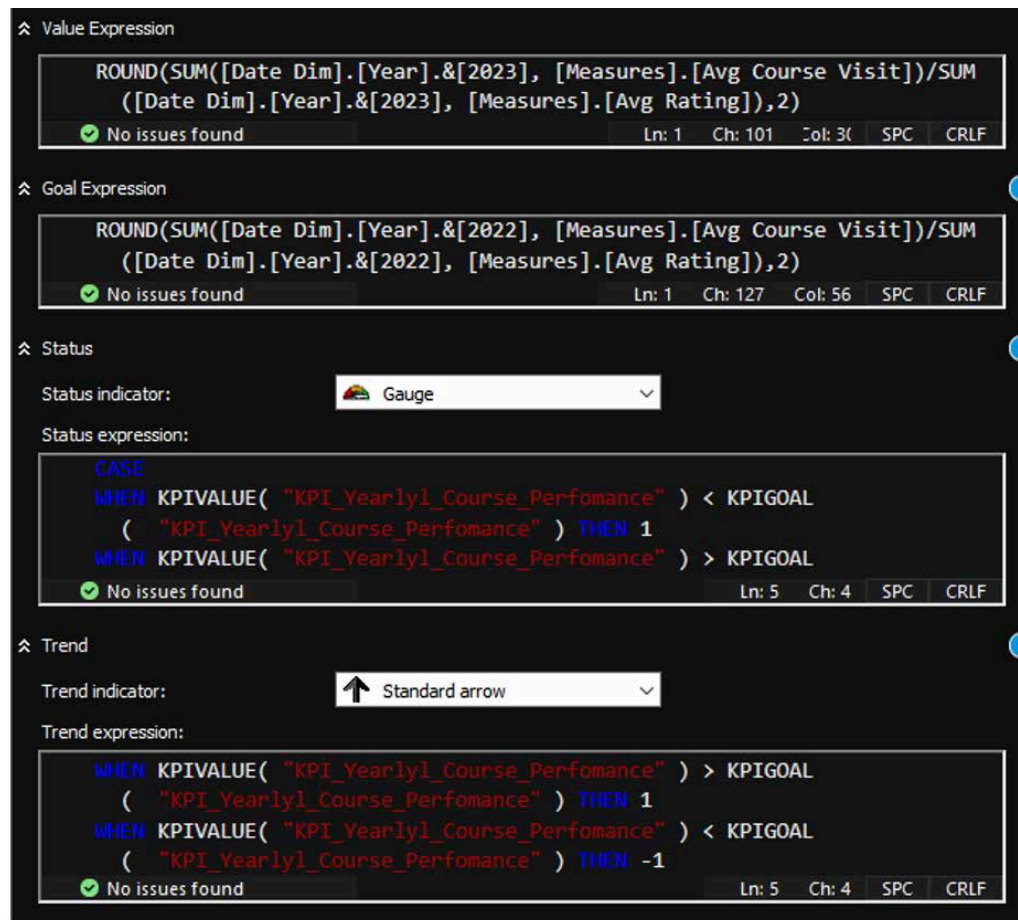 Value Expression
ROUND(SUM([Date Dim].[Year].&[2023], [Measures].[Avg Course Visit])/SUM
([Date Dim].[Year].&[2023], [Measures].[Avg Rating]),2)
No issues found Ln: 1 Ch: 101 SPC CRLF
Goal Expression
ROUND(SUM([Date Dim].[Year].&[2022], [Measures].[Avg Course Visit])/SUM
([Date Dim].[Year].&[2022], [Measures].[Avg Rating]),2)
No issues found Ln: 1 Ch: 127 Col: 56 SPC CRLF
Status
Status indicator: Gauge
Status expression:
CASE
WHEN KPIVALUE( "KPI_Yearlyl_Course_Perfomance" ) < KPIGOAL
( "KPI_Yearlyl_Course_Perfomance" ) THEN 1
WHEN KPIVALUE( "KPI_Yearlyl_Course_Perfomance" ) > KPIGOAL
No issues found Ln: 5 Ch: 4 SPC CRLF
Trend
Trend indicator: Standard arrow
Trend expression:
WHEN KPIVALUE( "KPI_Yearlyl_Course_Perfomance" ) > KPIGOAL
( "KPI_Yearlyl_Course_Perfomance" ) THEN 1
WHEN KPIVALUE( "KPI_Yearlyl_Course_Perfomance" ) < KPIGOAL
( "KPI_Yearlyl_Course_Perfomance" ) THEN -1
No issues found Ln: 5 Ch: 4 SPC CRLF